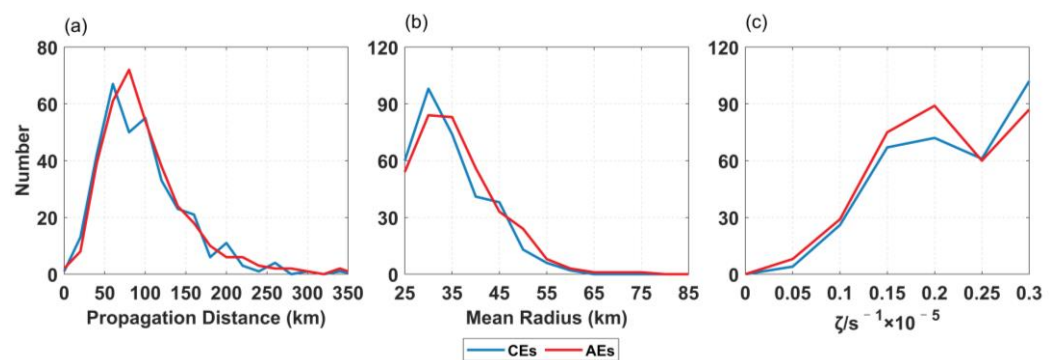 (a) (b) (c)
80
60
40
20
0
Number
0 50 100 150 200 250 300 350
Propagation Distance (km)
120
90
60
30
0
25 35 45 55 65 75 85
Mean Radius (km)
120
90
60
30
0
0 0.05 0.1 0.15 0.2 0.25 0.3
ζ/s⁻¹×10⁻⁵
CEs AEs